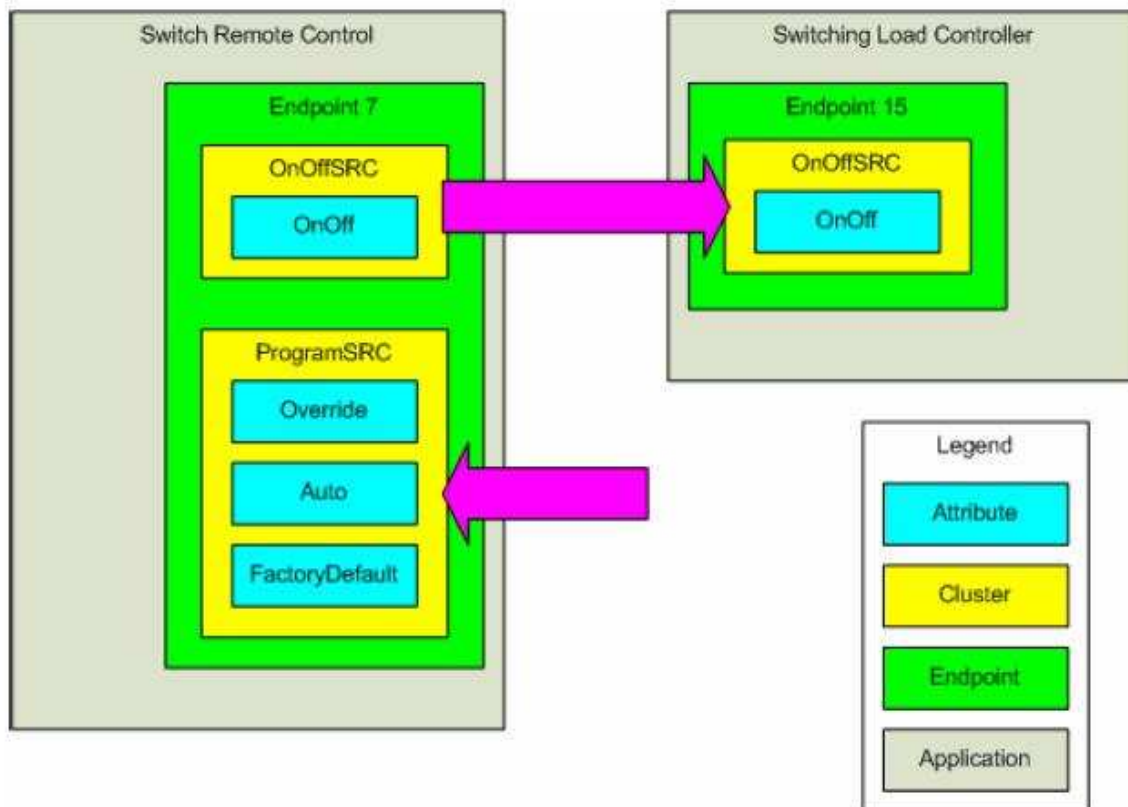 Switch Remote Control
Endpoint 7
OnOffSRC
OnOff
ProgramSRC
Override
Auto
FactoryDefault
Switching Load Controller
Endpoint 15
OnOffSRC
OnOff
Legend
Attribute
Cluster
Endpoint
Application